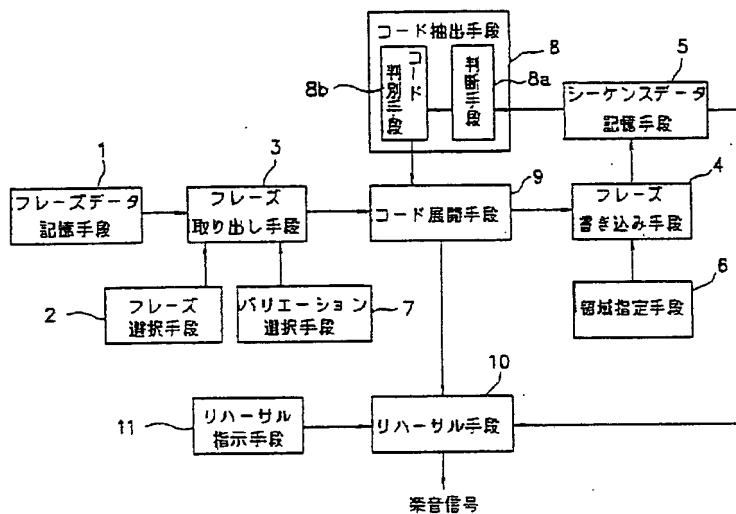 コード抽出手段
8
コード
判別手段
8b
判断手段
8a
5
シーケンスデータ
記憶手段
1
フレーズデータ
記憶手段
3
フレーズ
取り出し手段
9
コード展開手段
4
フレーズ
書き込み手段
2
フレーズ
選択手段
バリエーション
選択手段
7
6
領域指定手段
10
リハーサル手段
11
リハーサル
指示手段
楽音信号